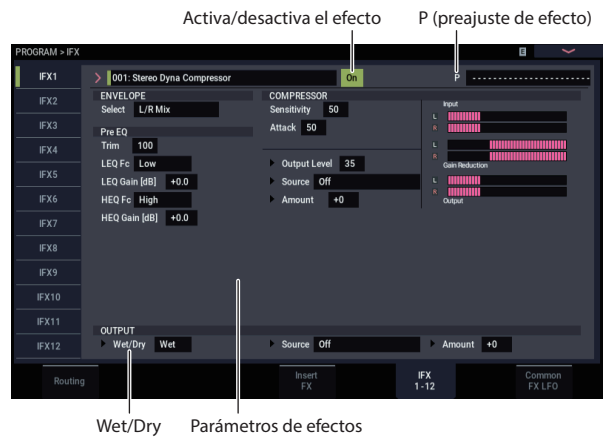 Activa/desactiva el efecto P (preajuste de efecto)
PROGRAM > IFX E
IFX1 001: Stereo Dyna Compressor On P ----------------------
IFX2 ENVELOPE COMPRESSOR
Select L/R Mix Sensitivity 50 Input
IFX3 Pre EQ Attack 50 L
R
IFX4 Trim 100 L
R
LEQ Fc Low Output Level 35 Gain Reduction
IFX5 LEQ Gain [dB] +0.0 Source Off L
R
IFX6 HEQ Fc High Amount +0 Output
IFX7 HEQ Gain [dB] +0.0
IFX8
IFX9
IFX10
IFX11
OUTPUT
IFX12 Wet/Dry Wet Source Off Amount +0
Routing Insert FX IFX 1-12 Common FX LFO
Wet/Dry Parámetros de efectos